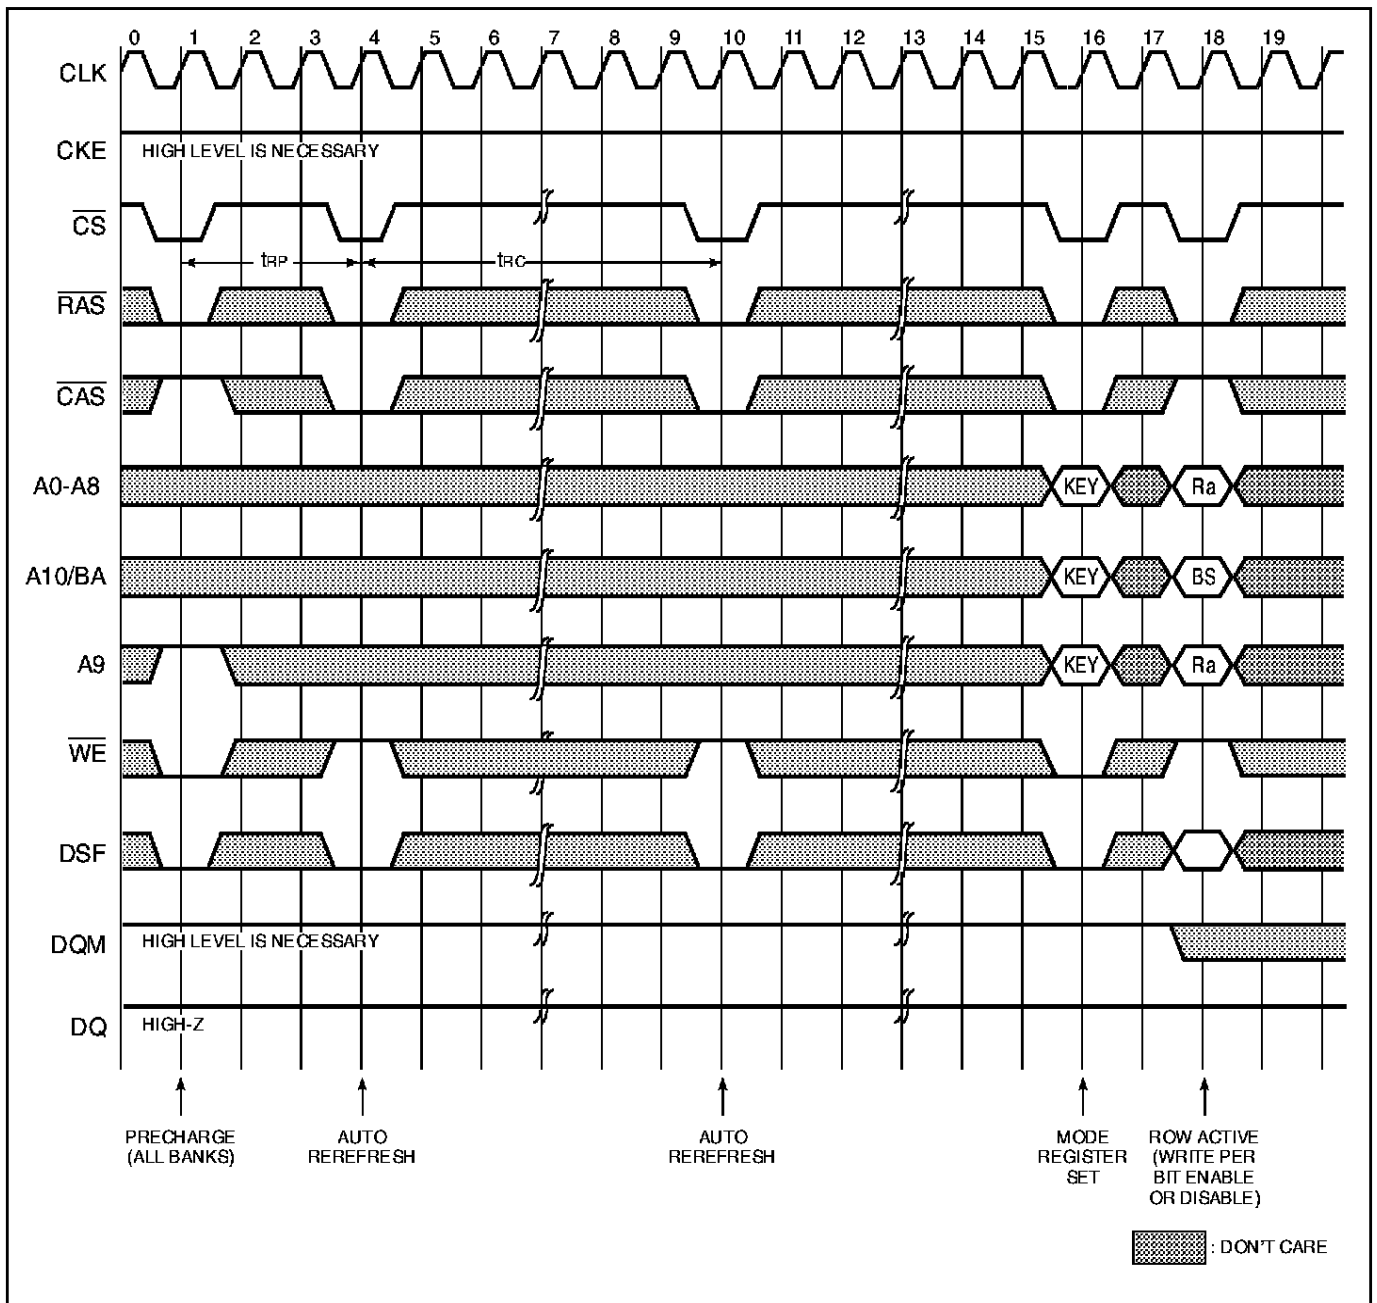 0 1 2 3 4 5 6 7 8 9 10 11 12 13 14 15 16 17 18 19
CLK
CKE HIGH LEVEL IS NECESSARY
CS
tRP tRC
RAS
CAS
A0-A8 KEY Ra
A10/BA KEY BS
A9 KEY Ra
WE
DSF
DQM HIGH LEVEL IS NECESSARY
DQ HIGH-Z
PRECHARGE
(ALL BANKS)
AUTO
REREFRESH
AUTO
REREFRESH
MODE
REGISTER
SET
ROW ACTIVE
(WRITE PER
BIT ENABLE
OR DISABLE)
: DON'T CARE